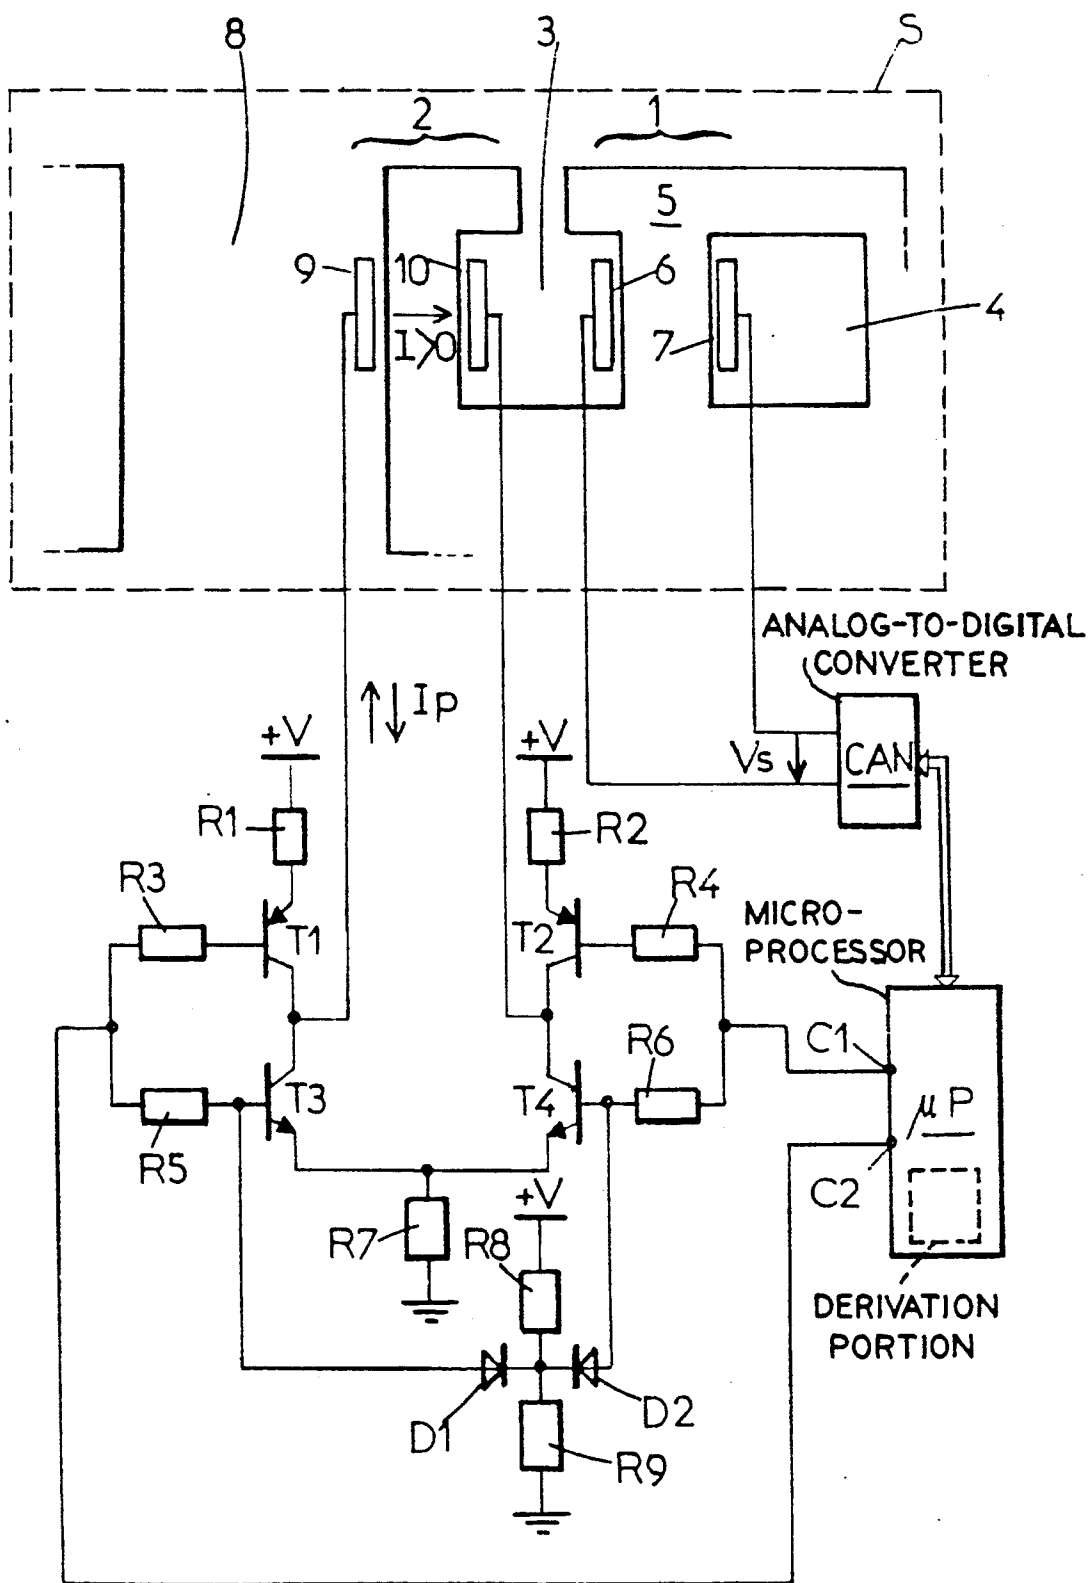 8
3
S
2
1
5
9
10
6
4
I>0
7
ANALOG-TO-DIGITAL
CONVERTER
Ip
+V
+V
Vs
CAN
R1
R2
R3
R4
MICRO-
PROCESSOR
T1
T2
C1
R6
T3
T4
µP
R5
C2
+V
R7
R8
DERIVATION
PORTION
D1
D2
R9